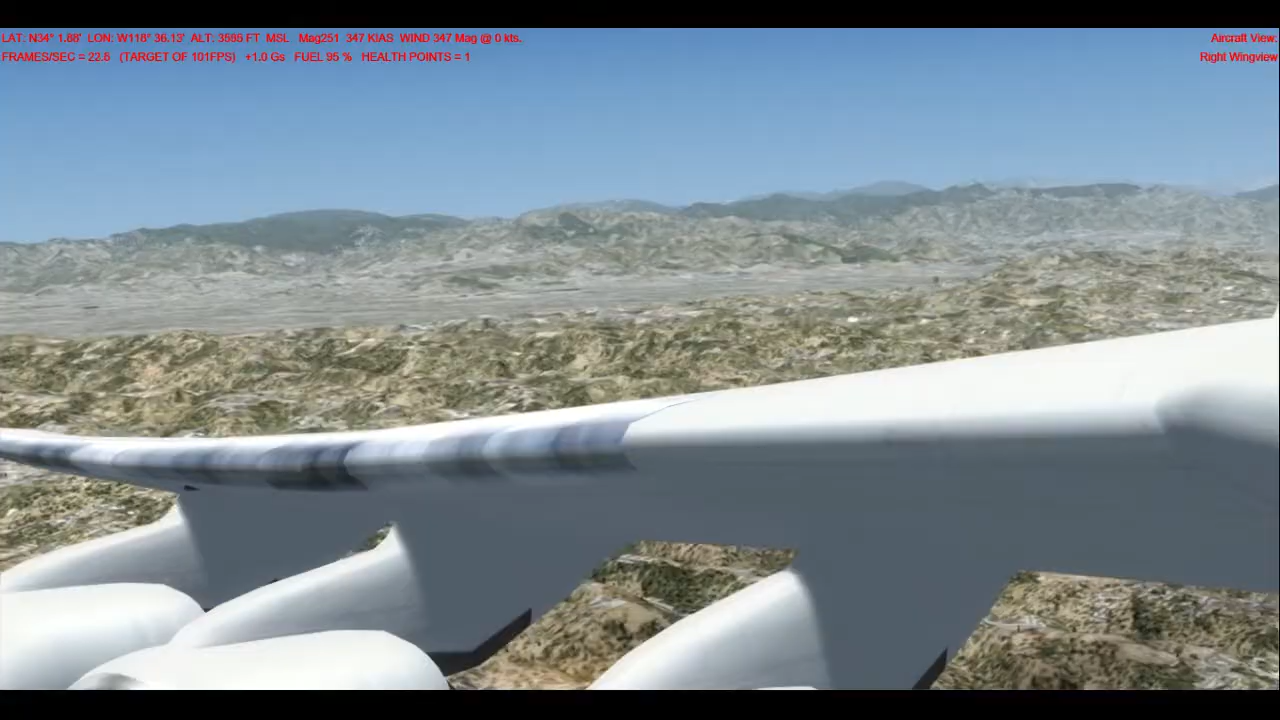 LAT: N34° 1.88' LON: W118° 36.13' ALT: 3595 FT MSL Mag251 347 KIAS WIND 347 Mag @ 0 kts.
Aircraft View:
FRAMES/SEC = 22.5 (TARGET OF 101FPS) +1.0 Gs FUEL 95 % HEALTH POINTS = 1
Right Wingview